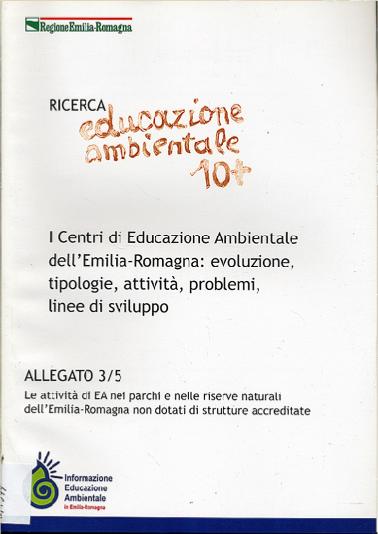 RegioneEmilia-Romagna
RICERCA
educazione
ambientale
10+
I Centri di Educazione Ambientale
dell'Emilia-Romagna: evoluzione,
tipologie, attività, problemi,
linee di sviluppo
ALLEGATO 3/5
Le attività di EA nei parchi e nelle riserve naturali
dell'Emilia-Romagna non dotati di strutture accreditate
Informazione
Educazione
Ambientale
in Emilia-Romagna